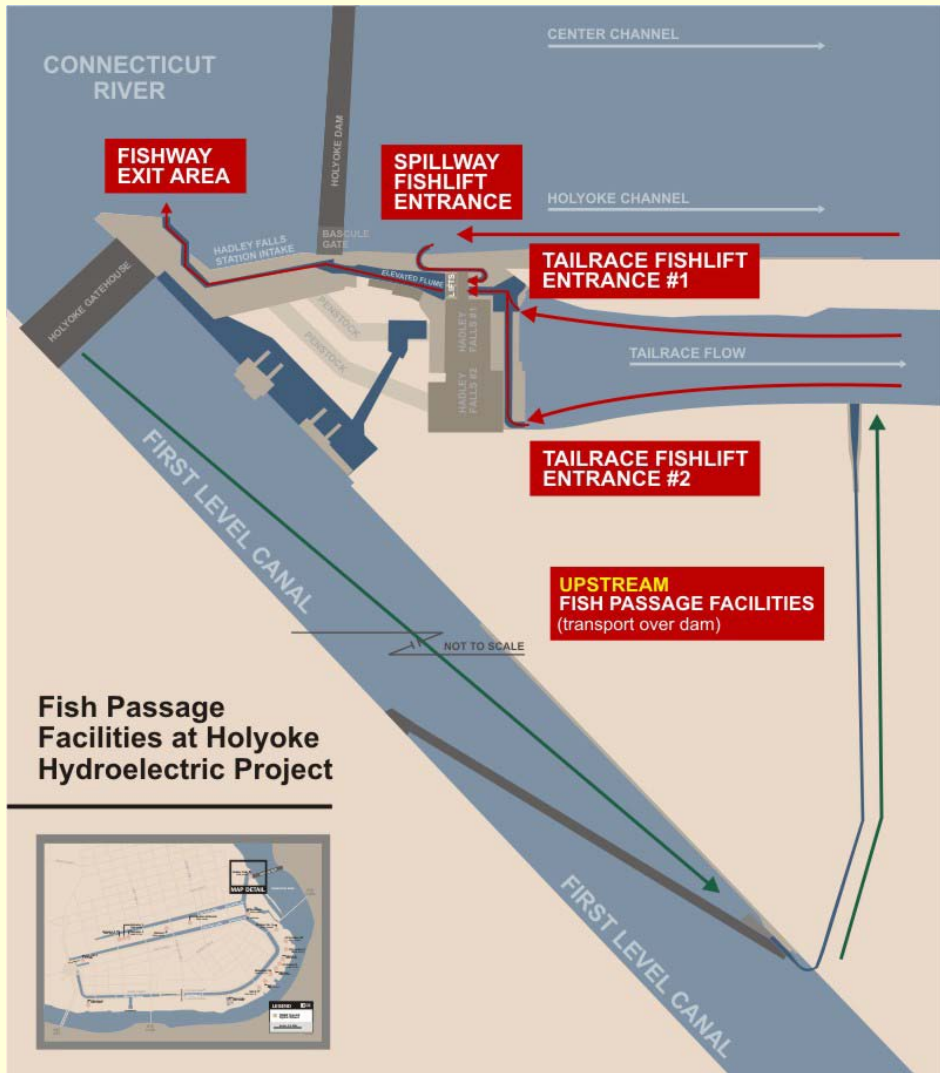 CENTER CHANNEL
CONNECTICUT
RIVER
HOLYOKE DAM
FISHWAY
EXIT AREA
SPILLWAY
FISHLIFT
ENTRANCE
HOLYOKE CHANNEL
BASCULE
GATE
HADLEY FALLS
STATION INTAKE
ELEVATED FLUME
LIFTS
TAILRACE FISHLIFT
ENTRANCE #1
HOLYOKE GATEHOUSE
PENSTOCK
PENSTOCK
HADLEY
FALLS #1
HADLEY
FALLS #2
TAILRACE FLOW
TAILRACE FISHLIFT
ENTRANCE #2
FIRST LEVEL CANAL
UPSTREAM
FISH PASSAGE FACILITIES
(transport over dam)
NOT TO SCALE
Fish Passage
Facilities at Holyoke
Hydroelectric Project
MAP DETAIL
LEGEND
FIRST LEVEL CANAL